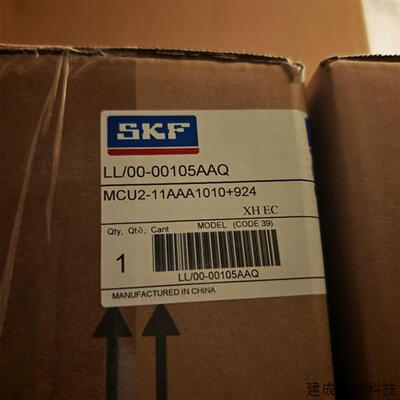 SKF
LL/00-00105AAQ
MCU2-11AAA1010+924
XH EC
Qty, Qtè, Cant MODEL (CODE 39)
1
LL/00-00105AAQ
MANUFACTURED IN CHINA